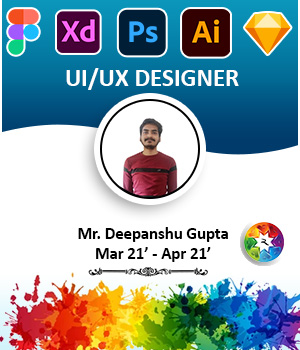 Xd Ps Ai
UI/UX DESIGNER
Mr. Deepanshu Gupta
Mar 21’ - Apr 21’